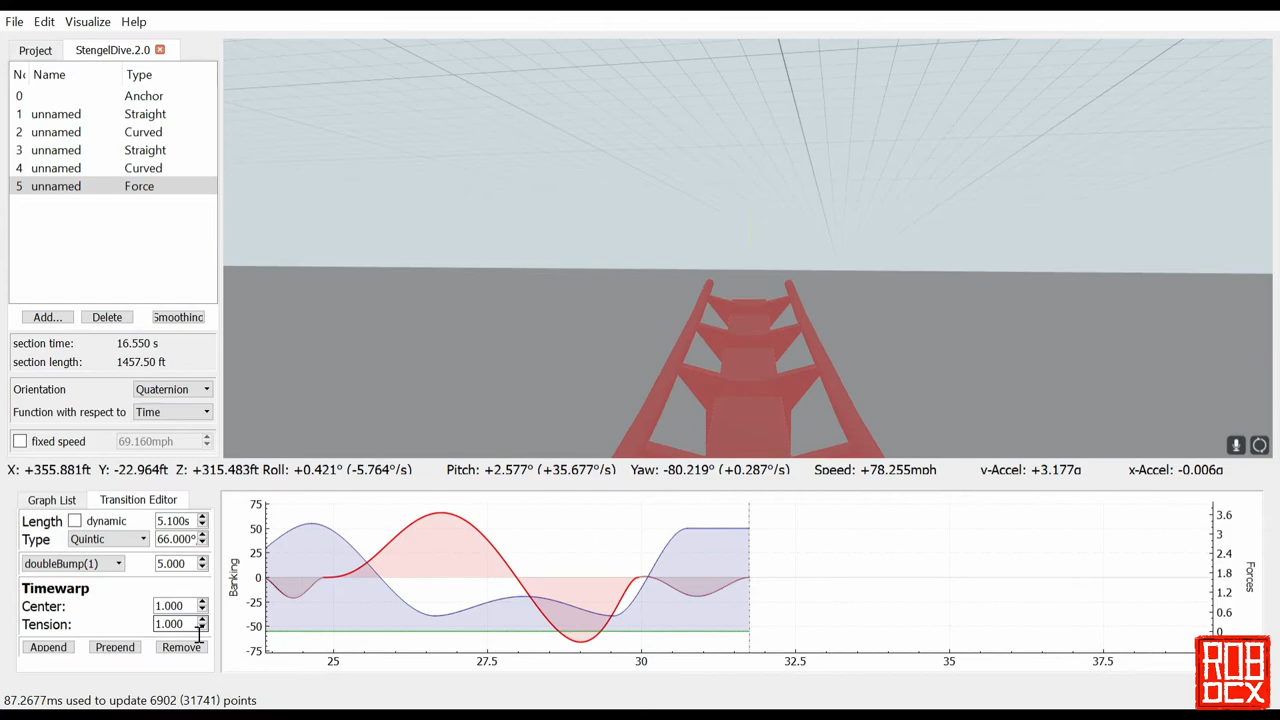 File Edit Visualize Help
Project StengelDive.2.0
Name Type
0 Anchor
1 unnamed Straight
2 unnamed Curved
3 unnamed Straight
4 unnamed Curved
5 unnamed Force
Add... Delete Smoothing
section time: 16.550 s
section length: 1457.50 ft
Orientation Quaternion
Function with respect to Time
fixed speed 69.160mph
X: +355.881ft Y: -22.964ft Z: +315.483ft Roll: +0.421° (-5.764°/s) Pitch: +2.577° (+35.677°/s) Yaw: -80.219° (+0.287°/s) Speed: +78.255mph v-Accel: +3.177g x-Accel: -0.006g
Graph List Transition Editor
Length dynamic 5.100s
Type Quintic 66.000°
doubleBump(1) 5.000
Timewarp
Center: 1.000
Tension: 1.000
Append Prepend Remove
Banking
75
50
25
0
-25
-50
-75
25 27.5 30 32.5 35 37.5
3.6
3
2.4
1.8
1.2
0.6
0
Forces
ROB
DCX
87.2677ms used to update 6902 (31741) points